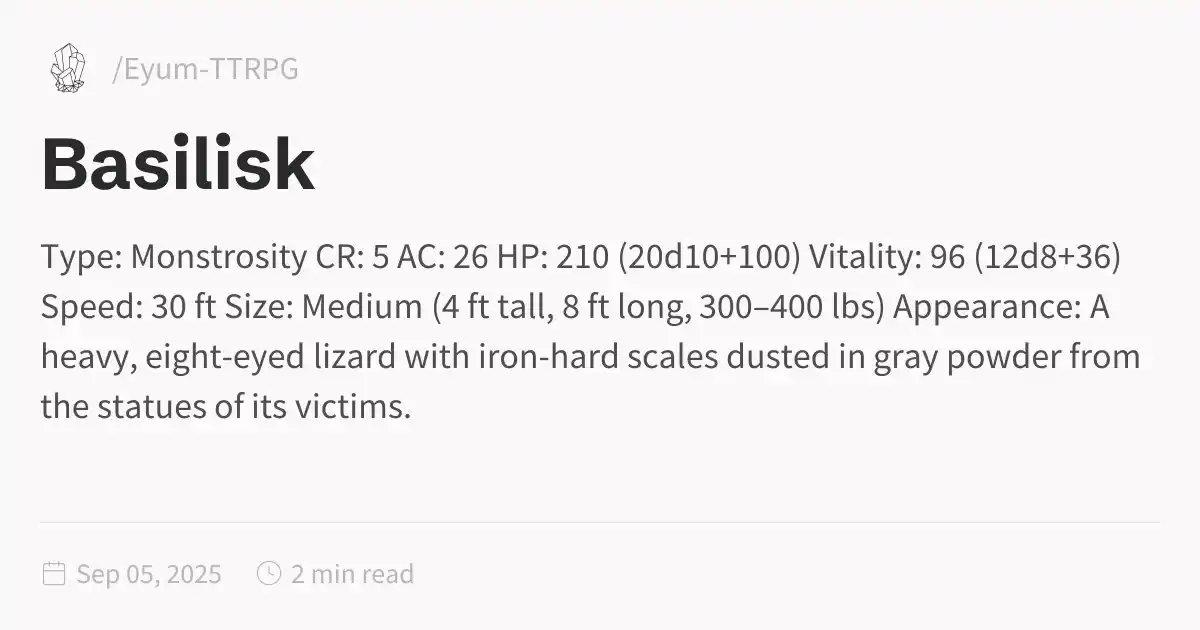 /Eyum-TTRPG
Basilisk
Type: Monstrosity CR: 5 AC: 26 HP: 210 (20d10+100) Vitality: 96 (12d8+36)
Speed: 30 ft Size: Medium (4 ft tall, 8 ft long, 300–400 lbs) Appearance: A
heavy, eight-eyed lizard with iron-hard scales dusted in gray powder from
the statues of its victims.
Sep 05, 2025 2 min read